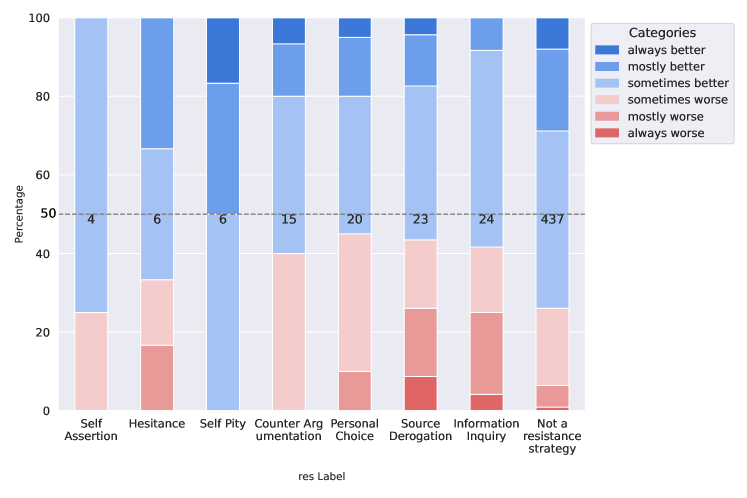 100
80
60
50
40
20
0
Percentage
4
6
6
15
20
23
24
437
Self
Assertion
Hesitance
Self Pity
Counter Arg
umentation
Personal
Choice
Source
Derogation
Information
Inquiry
Not a
resistance
strategy
res Label
Categories
always better
mostly better
sometimes better
sometimes worse
mostly worse
always worse